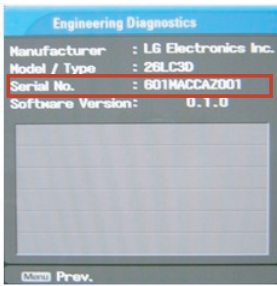 Engineering Diagnostics
Manufacturer : LG Electronics Inc.
Model / Type : 26LC3D
Serial No. : 601MACCAZ001
Software Version: 0.1.0
Menu Prev.